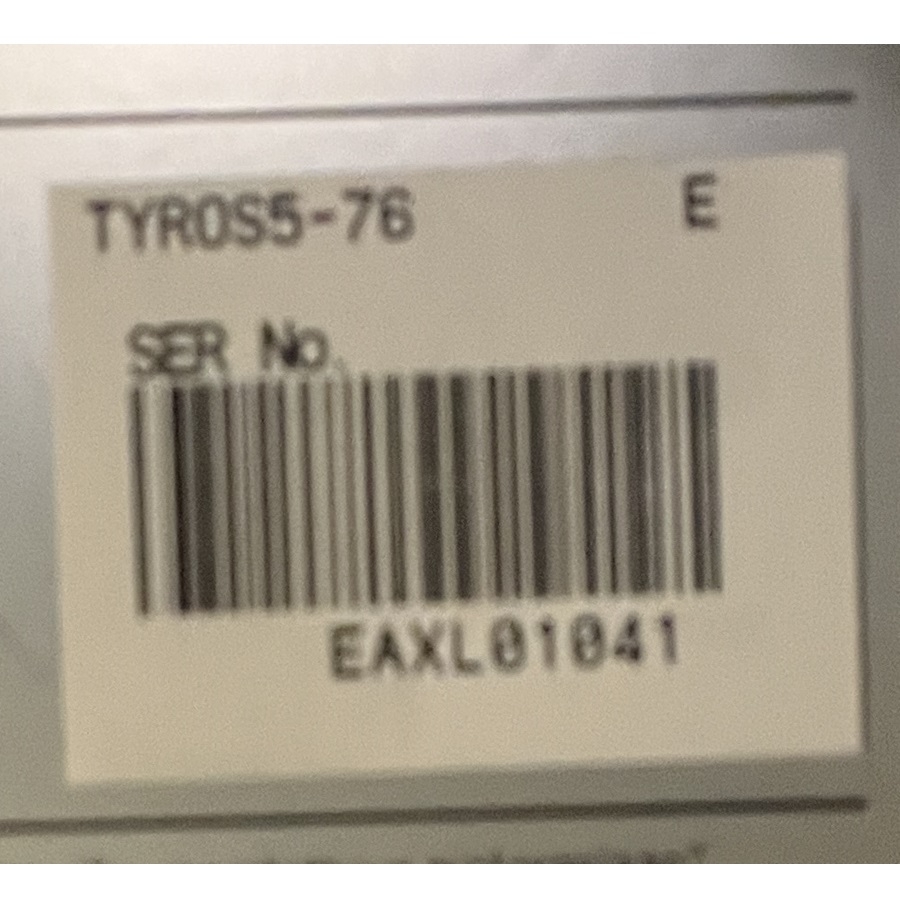 TYROS5-76 E
SER No.
EAXL01041